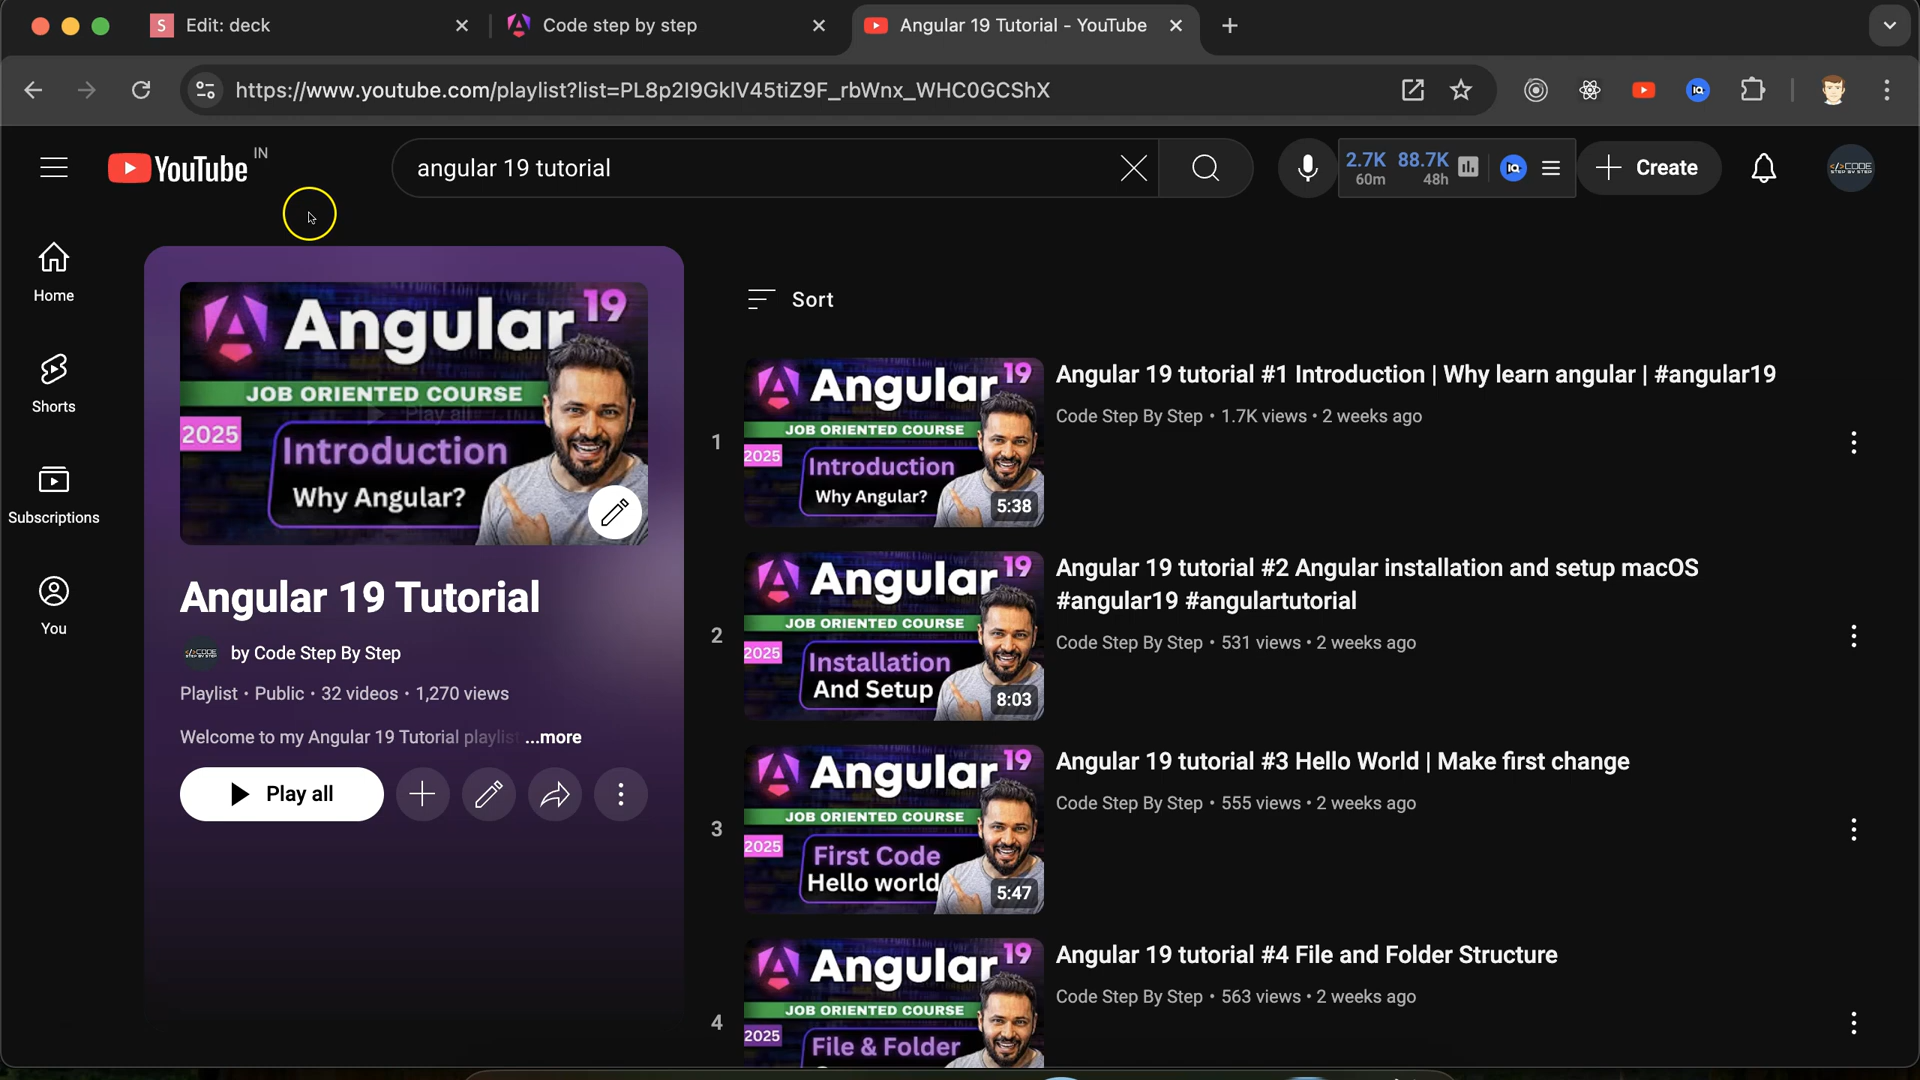 Edit: deck
Code step by step
Angular 19 Tutorial - YouTube
https://www.youtube.com/playlist?list=PL8p2I9GklV45tiZ9F_rbWnx_WHC0GCShX
YouTube
IN
angular 19 tutorial
2.7K 88.7K
60m 48h
IQ
Create
Home
Shorts
Subscriptions
You
Angular 19
JOB ORIENTED COURSE
Play all
2025
Introduction
Why Angular?
Angular 19 Tutorial
by Code Step By Step
Playlist • Public • 32 videos • 1,270 views
Welcome to my Angular 19 Tutorial playlist ...more
Play all
Sort
1
Angular 19
JOB ORIENTED COURSE
2025
Introduction
Why Angular?
5:38
Angular 19 tutorial #1 Introduction | Why learn angular | #angular19
Code Step By Step • 1.7K views • 2 weeks ago
2
Angular 19
JOB ORIENTED COURSE
2025
Installation
And Setup
8:03
Angular 19 tutorial #2 Angular installation and setup macOS
#angular19 #angulartutorial
Code Step By Step • 531 views • 2 weeks ago
3
Angular 19
JOB ORIENTED COURSE
2025
First Code
Hello world
5:47
Angular 19 tutorial #3 Hello World | Make first change
Code Step By Step • 555 views • 2 weeks ago
4
Angular 19
JOB ORIENTED COURSE
2025
File & Folder
Angular 19 tutorial #4 File and Folder Structure
Code Step By Step • 563 views • 2 weeks ago